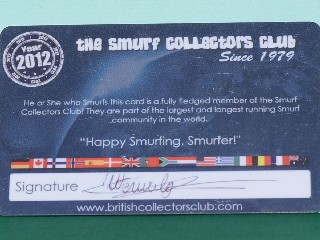 Year
2012
THE SMURF COLLECTORS CLUB
Since 1979
He or She who Smurfs this card is a fully fledged member of the Smurf
Collectors Club! They are part of the largest and longest running Smurf
community in the world.
"Happy Smurfing, Smurfer!"
Signature
www.britishcollectorsclub.com